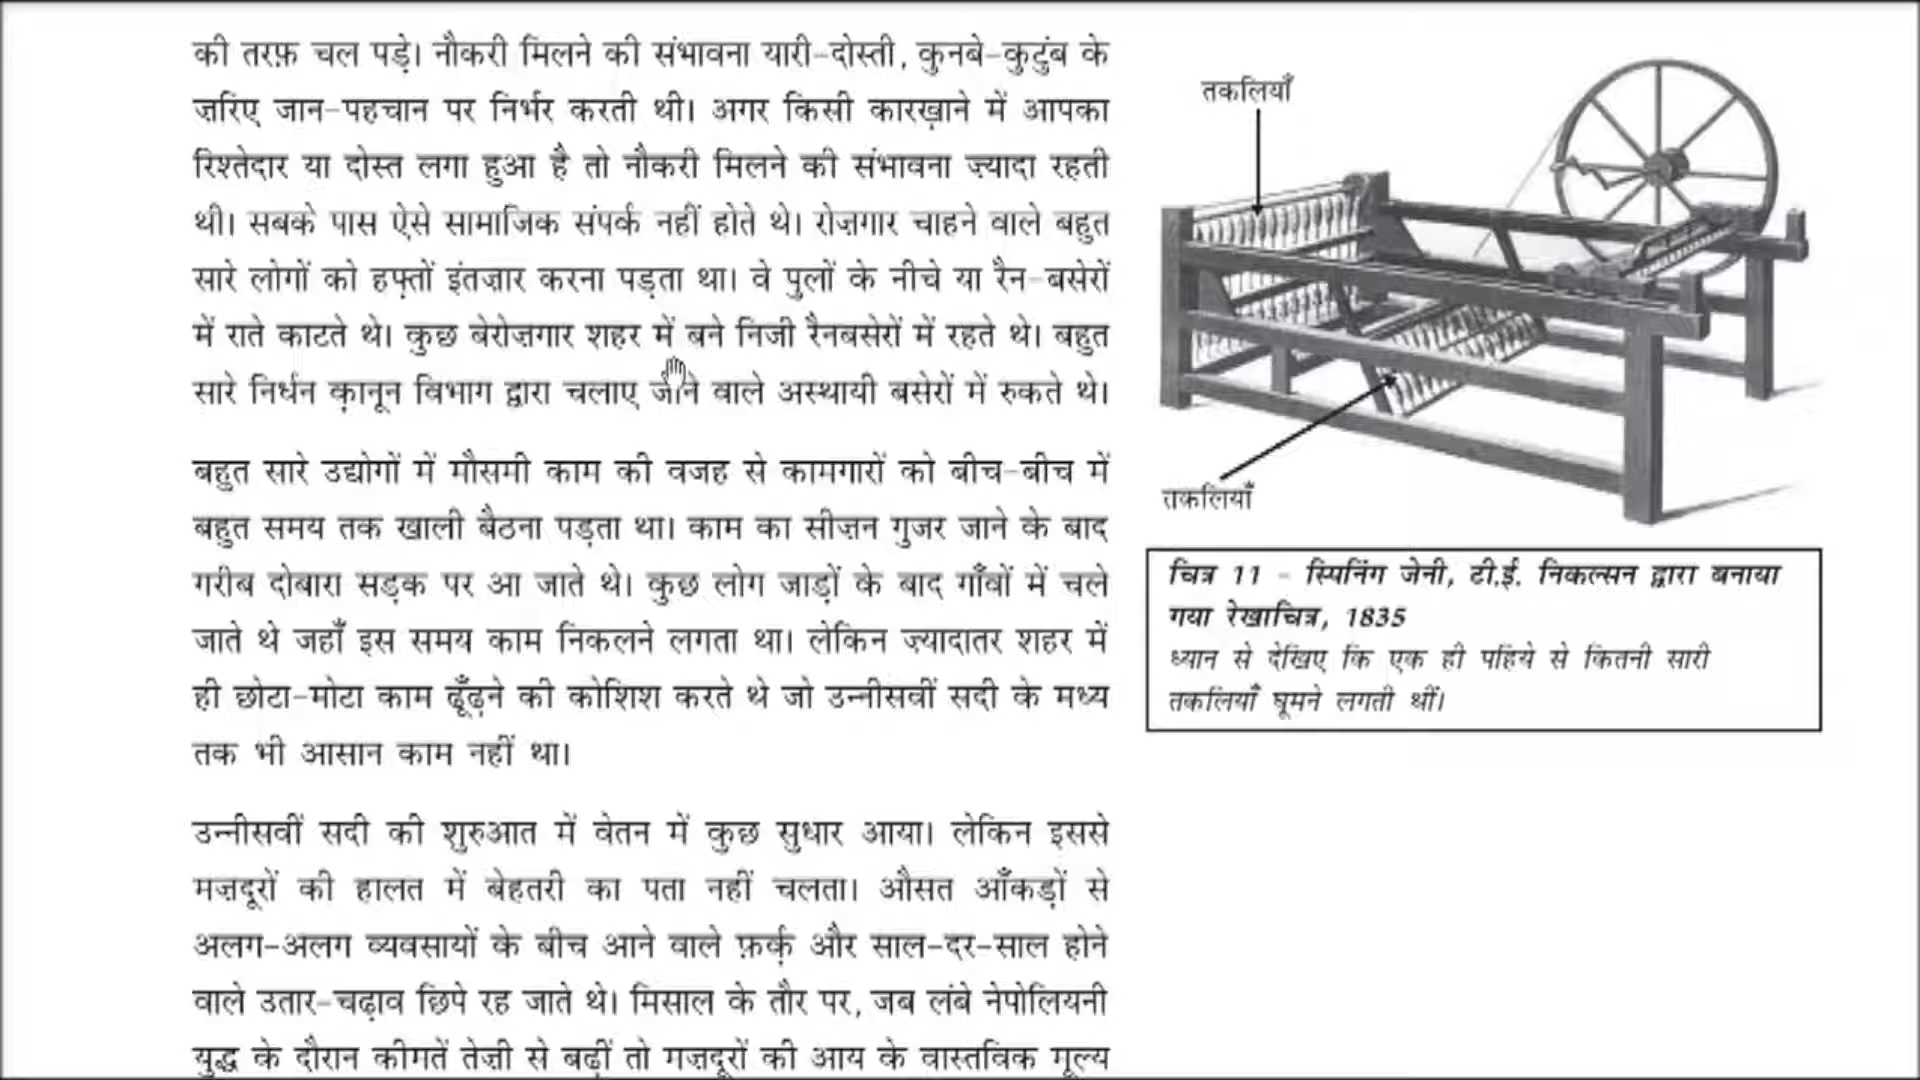 की तरफ़ चल पड़े। नौकरी मिलने की संभावना यारी-दोस्ती, कुनबे-कुटुंब के
ज़रिए जान-पहचान पर निर्भर करती थी। अगर किसी कारख़ाने में आपका
रिश्तेदार या दोस्त लगा हुआ है तो नौकरी मिलने की संभावना ज़्यादा रहती
थी। सबके पास ऐसे सामाजिक संपर्क नहीं होते थे। रोज़गार चाहने वाले बहुत
सारे लोगों को हफ़्तों इंतज़ार करना पड़ता था। वे पुलों के नीचे या रैन-बसेरों
में राते काटते थे। कुछ बेरोज़गार शहर में बने निजी रैनबसेरों में रहते थे। बहुत
सारे निर्धन क़ानून विभाग द्वारा चलाए जाने वाले अस्थायी बसेरों में रुकते थे।
बहुत सारे उद्योगों में मौसमी काम की वजह से कामगारों को बीच-बीच में
बहुत समय तक खाली बैठना पड़ता था। काम का सीज़न गुजर जाने के बाद
गरीब दोबारा सड़क पर आ जाते थे। कुछ लोग जाड़ों के बाद गाँवों में चले
जाते थे जहाँ इस समय काम निकलने लगता था। लेकिन ज़्यादातर शहर में
ही छोटा-मोटा काम ढूँढ़ने की कोशिश करते थे जो उन्नीसवीं सदी के मध्य
तक भी आसान काम नहीं था।
उन्नीसवीं सदी की शुरुआत में वेतन में कुछ सुधार आया। लेकिन इससे
मज़दूरों की हालत में बेहतरी का पता नहीं चलता। औसत आँकड़ों से
अलग-अलग व्यवसायों के बीच आने वाले फ़र्क़ और साल-दर-साल होने
वाले उतार-चढ़ाव छिपे रह जाते थे। मिसाल के तौर पर, जब लंबे नेपोलियनी
युद्ध के दौरान कीमतें तेज़ी से बढ़ीं तो मज़दूरों की आय के वास्तविक मूल्य
तकलियाँ
तकलियाँ
चित्र 11 - स्पिनिंग जेनी, टी.ई. निकल्सन द्वारा बनाया
गया रेखाचित्र, 1835
ध्यान से देखिए कि एक ही पहिये से कितनी सारी
तकलियाँ घूमने लगती थीं।